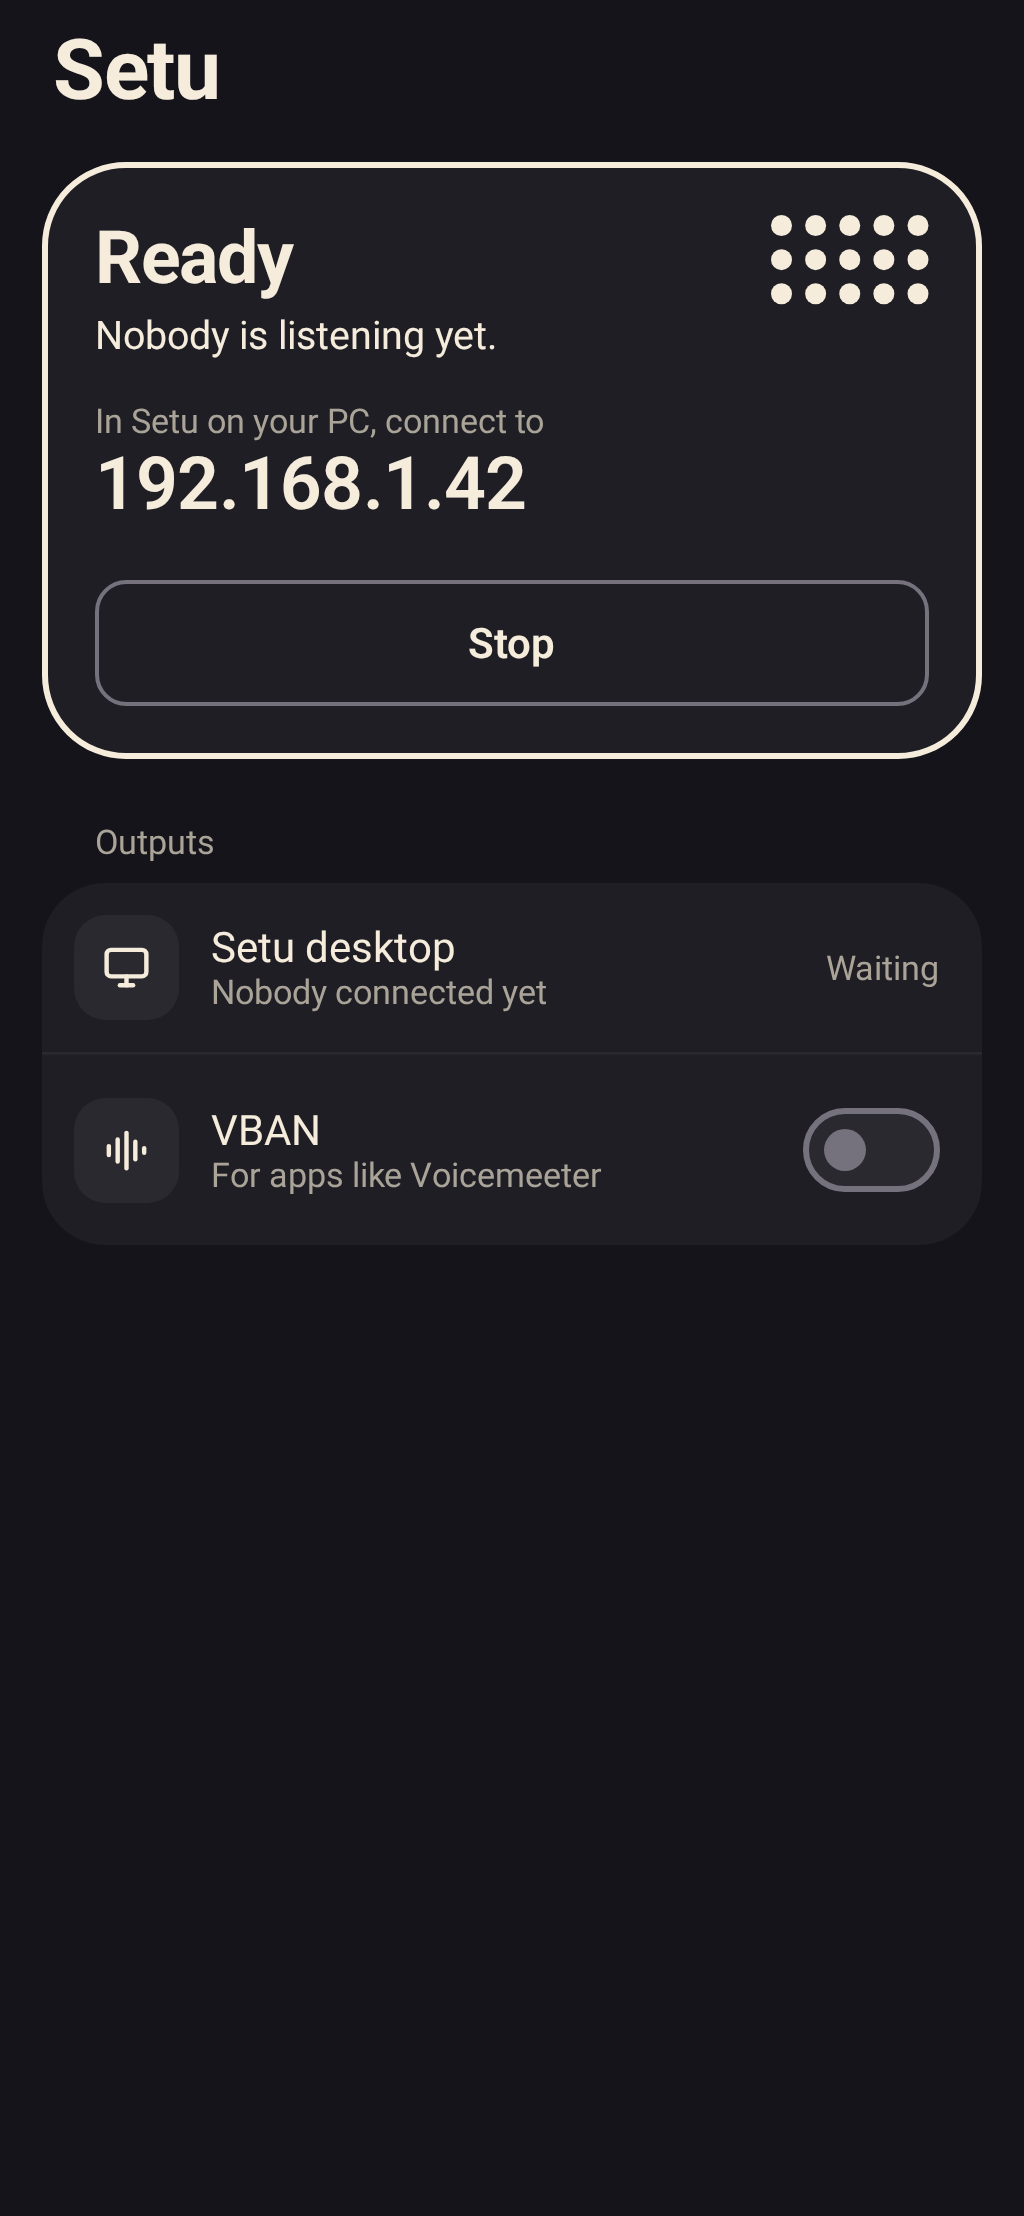 Setu
Ready
Nobody is listening yet.
In Setu on your PC, connect to
192.168.1.42
Stop
Outputs
Setu desktop
Nobody connected yet
Waiting
VBAN
For apps like Voicemeeter